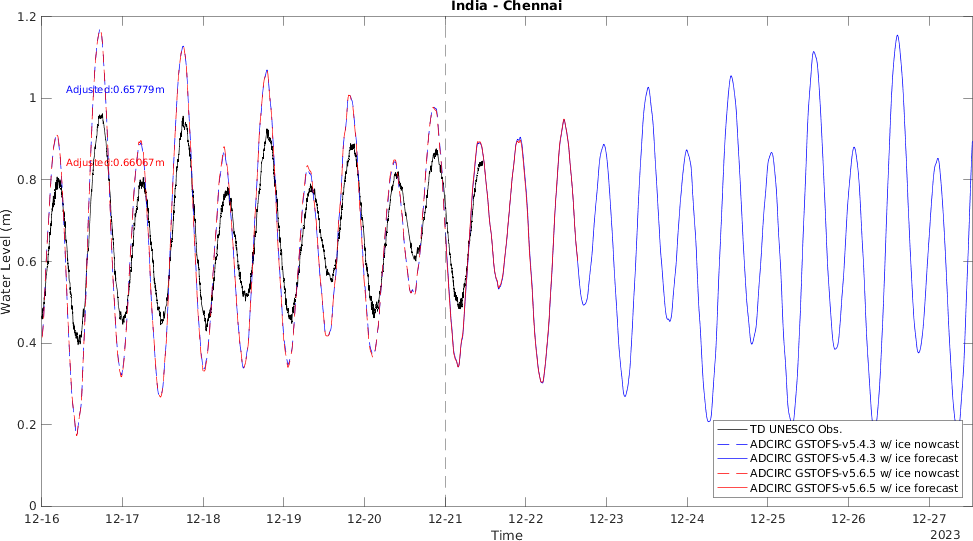 India - Chennai
1.2
1
0.8
0.6
0.4
0.2
0
Water Level (m)
Adjusted:0.65779m
Adjusted:0.66067m
TD UNESCO Obs.
ADCIRC GSTOFS-v5.4.3 w/ ice nowcast
ADCIRC GSTOFS-v5.4.3 w/ ice forecast
ADCIRC GSTOFS-v5.6.5 w/ ice nowcast
ADCIRC GSTOFS-v5.6.5 w/ ice forecast
12-16 12-17 12-18 12-19 12-20 12-21 12-22 12-23 12-24 12-25 12-26 12-27
2023
Time